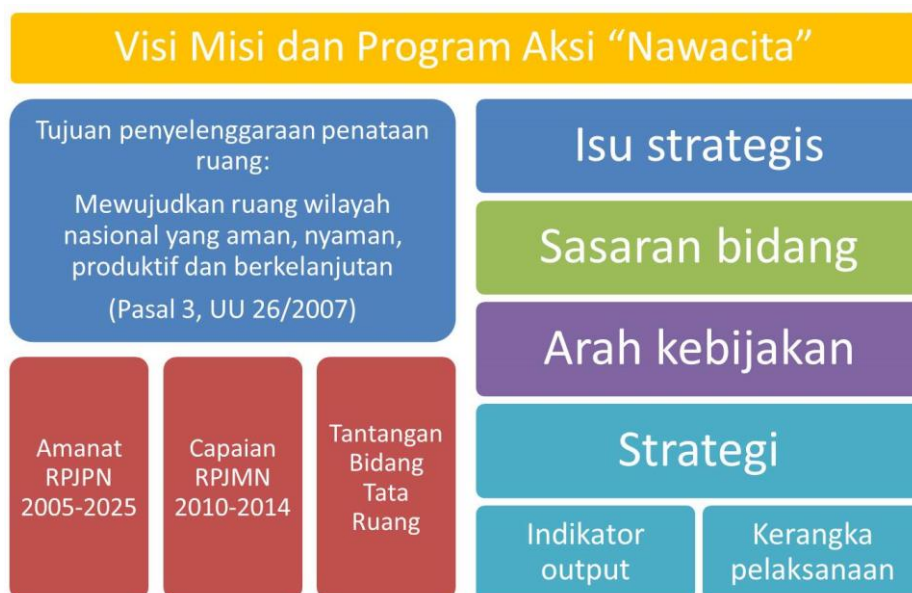 Visi Misi dan Program Aksi “Nawacita”
Tujuan penyelenggaraan penataan
ruang:
Mewujudkan ruang wilayah
nasional yang aman, nyaman,
produktif dan berkelanjutan
(Pasal 3, UU 26/2007)
Amanat
RPJPN
2005-2025
Capaian
RPJMN
2010-2014
Tantangan
Bidang
Tata
Ruang
Isu strategis
Sasaran bidang
Arah kebijakan
Strategi
Indikator
output
Kerangka
pelaksanaan